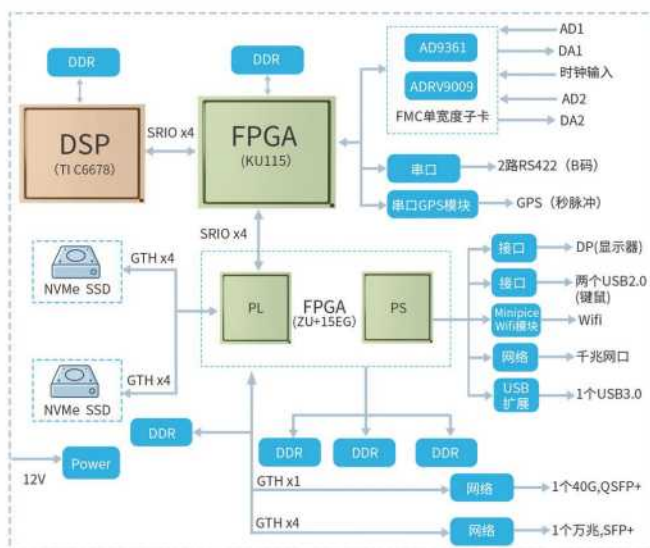 DDR
DDR
AD9361
ADRV9009
FMC单宽度子卡
AD1
DA1
时钟输入
AD2
DA2
DSP
(TI C6678)
SRIO x4
FPGA
(KU115)
串口
2路RS422（B码）
串口GPS模块
GPS（秒脉冲）
SRIO x4
GTH x4
NVMe SSD
PL
FPGA
(ZU+15EG)
PS
接口
DP(显示器)
接口
两个USB2.0
(键鼠)
Minipice
Wifi模块
Wifi
网络
千兆网口
USB
扩展
1个USB3.0
GTH x4
NVMe SSD
DDR
DDR
DDR
DDR
Power
12V
GTH x1
网络
1个40G,QSFP+
GTH x4
网络
1个万兆,SFP+